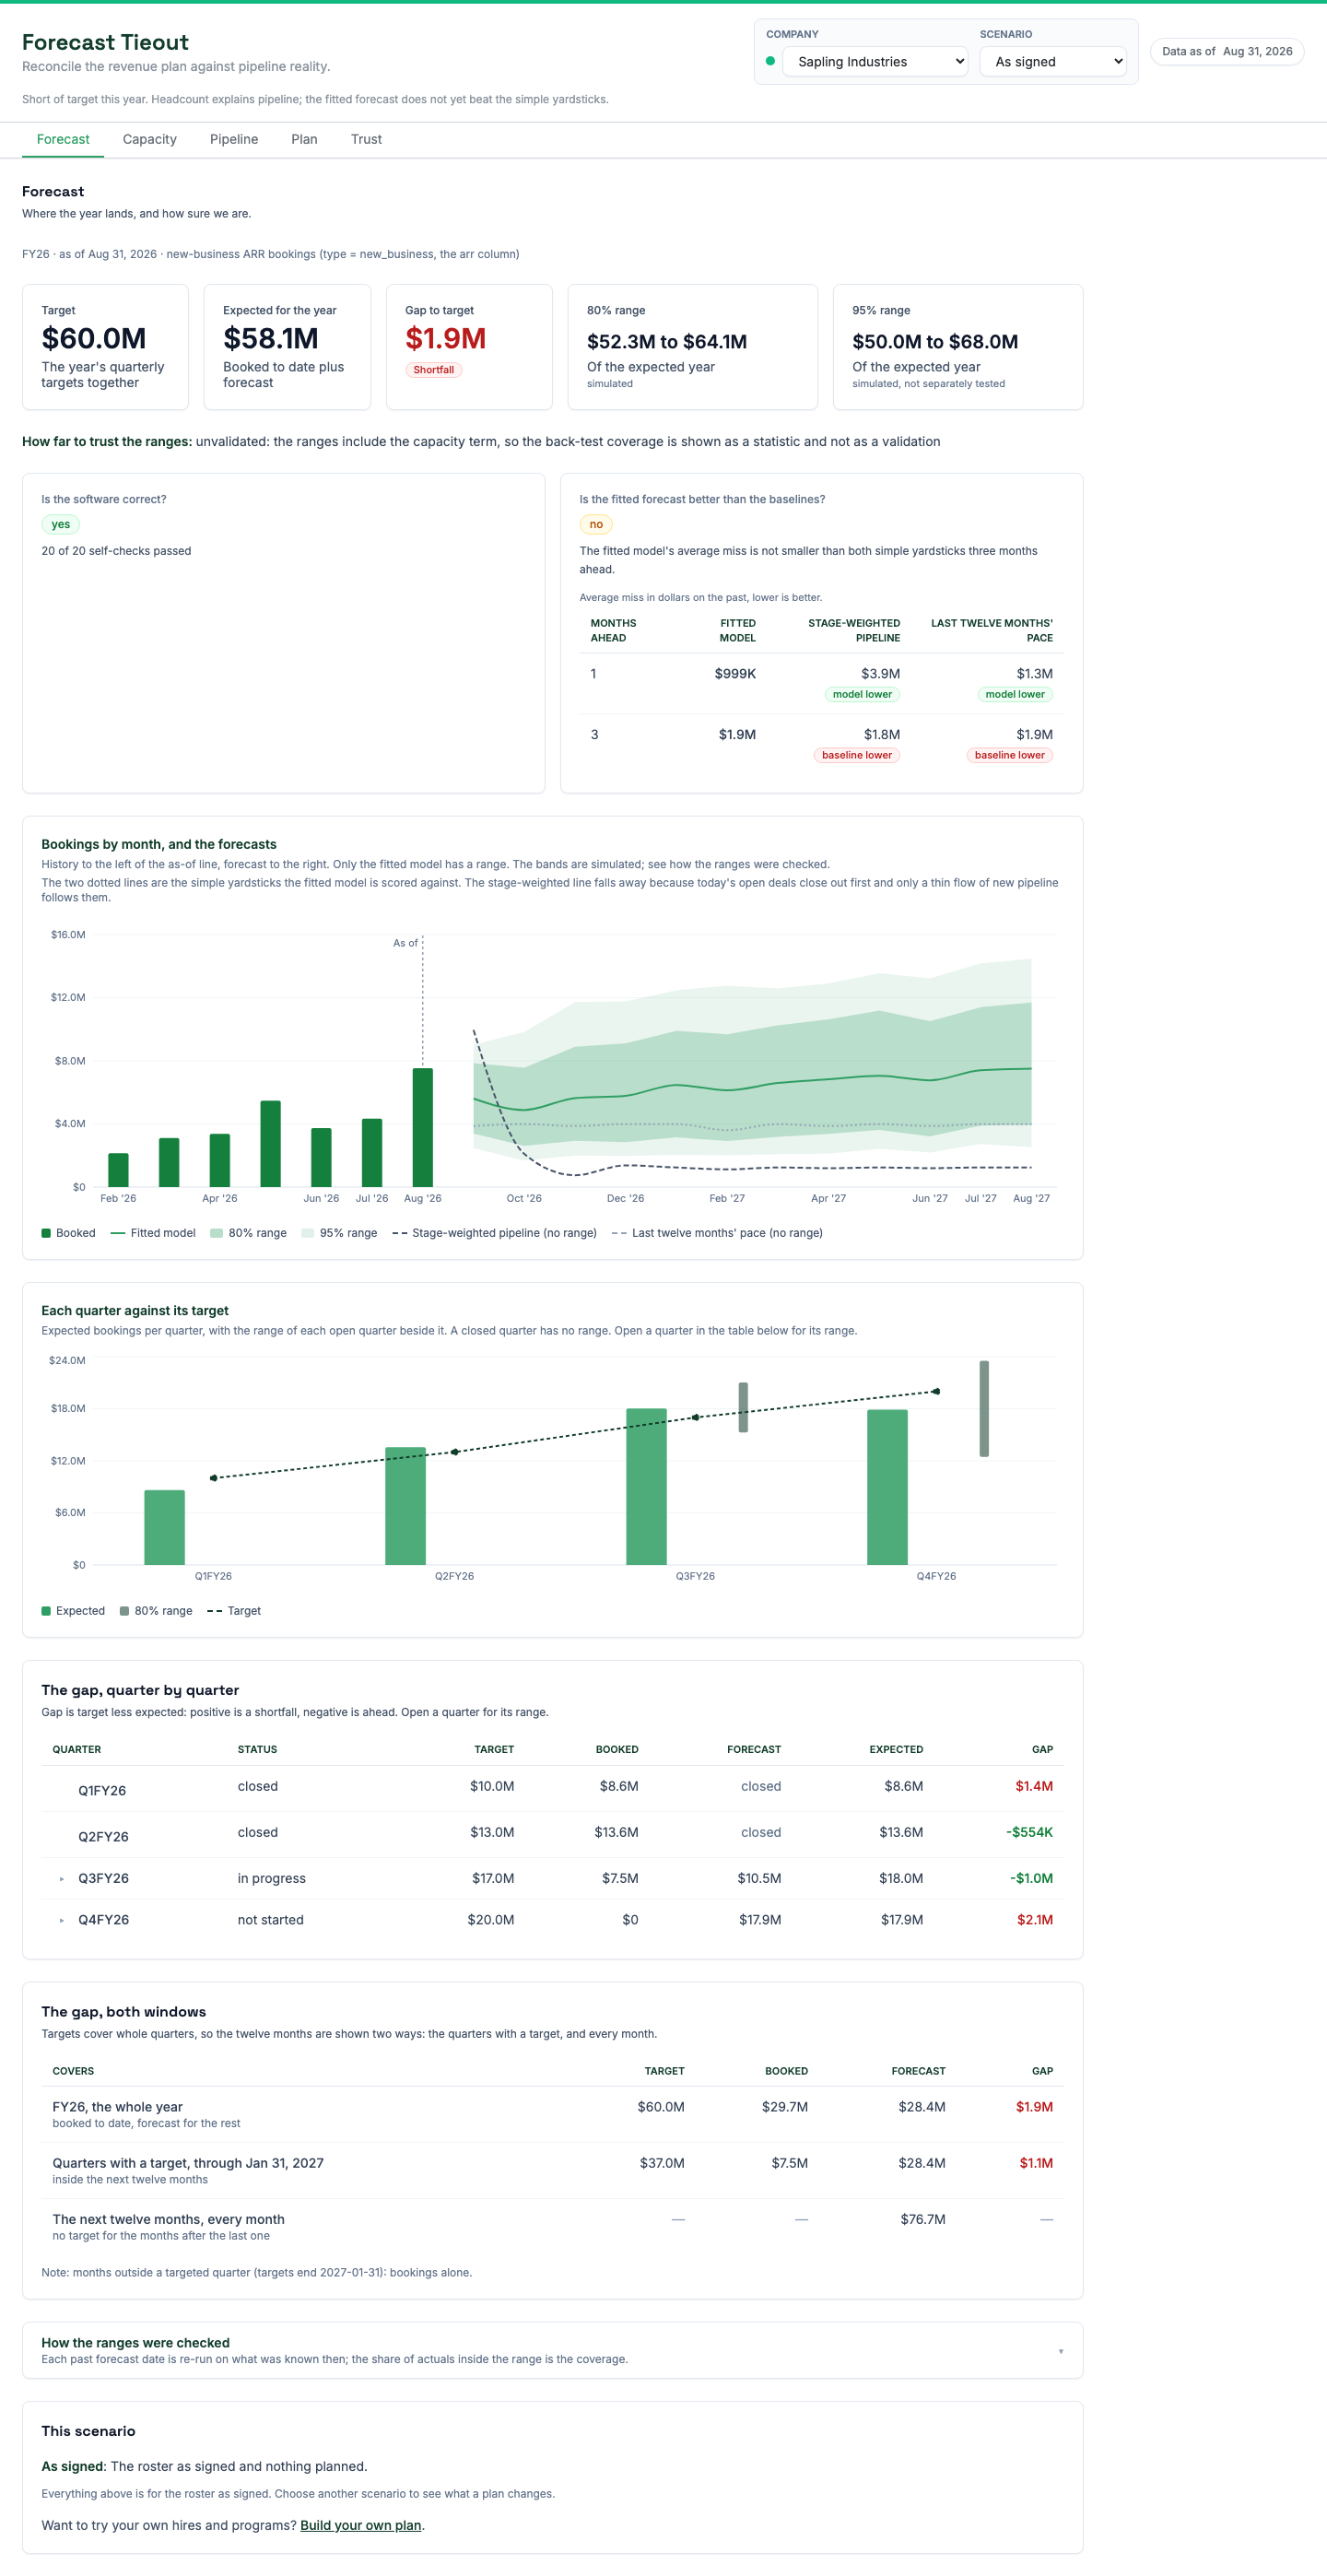 Forecast Tieout
Reconcile the revenue plan against pipeline reality.
COMPANY
SCENARIO
Sapling Industries
As signed
Data as of Aug 31, 2026
Short of target this year. Headcount explains pipeline; the fitted forecast does not yet beat the simple yardsticks.
Forecast Capacity Pipeline Plan Trust
Forecast
Where the year lands, and how sure we are.
FY26 · as of Aug 31, 2026 · new-business ARR bookings (type = new_business, the arr column)
Target
$60.0M
The year's quarterly
targets together
Expected for the year
$58.1M
Booked to date plus
forecast
Gap to target
$1.9M
Shortfall
80% range
$52.3M to $64.1M
Of the expected year
simulated
95% range
$50.0M to $68.0M
Of the expected year
simulated, not separately tested
How far to trust the ranges: unvalidated: the ranges include the capacity term, so the back-test coverage is shown as a statistic and not as a validation
Is the software correct?
yes
20 of 20 self-checks passed
Is the fitted forecast better than the baselines?
no
The fitted model's average miss is not smaller than both simple yardsticks three months
ahead.
Average miss in dollars on the past, lower is better.
MONTHS AHEAD FITTED MODEL STAGE-WEIGHTED PIPELINE LAST TWELVE MONTHS' PACE
1 $999K $3.9M $1.3M
model lower model lower
3 $1.9M $1.8M $1.9M
baseline lower baseline lower
Bookings by month, and the forecasts
History to the left of the as-of line, forecast to the right. Only the fitted model has a range. The bands are simulated; see how the ranges were checked.
The two dotted lines are the simple yardsticks the fitted model is scored against. The stage-weighted line falls away because today's open deals close out first and only a thin flow of new pipeline
follows them.
$16.0M
As of
$12.0M
$8.0M
$4.0M
$0
Feb '26 Apr '26 Jun '26 Jul '26 Aug '26 Oct '26 Dec '26 Feb '27 Apr '27 Jun '27 Jul '27 Aug '27
Booked Fitted model 80% range 95% range Stage-weighted pipeline (no range) Last twelve months' pace (no range)
Each quarter against its target
Expected bookings per quarter, with the range of each open quarter beside it. A closed quarter has no range. Open a quarter in the table below for its range.
$24.0M
$18.0M
$12.0M
$6.0M
$0
Q1FY26 Q2FY26 Q3FY26 Q4FY26
Expected 80% range Target
The gap, quarter by quarter
Gap is target less expected: positive is a shortfall, negative is ahead. Open a quarter for its range.
QUARTER STATUS TARGET BOOKED FORECAST EXPECTED GAP
Q1FY26 closed $10.0M $8.6M closed $8.6M $1.4M
Q2FY26 closed $13.0M $13.6M closed $13.6M -$554K
Q3FY26 in progress $17.0M $7.5M $10.5M $18.0M -$1.0M
Q4FY26 not started $20.0M $0 $17.9M $17.9M $2.1M
The gap, both windows
Targets cover whole quarters, so the twelve months are shown two ways: the quarters with a target, and every month.
COVERS TARGET BOOKED FORECAST GAP
FY26, the whole year $60.0M $29.7M $28.4M $1.9M
booked to date, forecast for the rest
Quarters with a target, through Jan 31, 2027 $37.0M $7.5M $28.4M $1.1M
inside the next twelve months
The next twelve months, every month — — $76.7M —
no target for the months after the last one
Note: months outside a targeted quarter (targets end 2027-01-31): bookings alone.
How the ranges were checked
Each past forecast date is re-run on what was known then; the share of actuals inside the range is the coverage.
This scenario
As signed: The roster as signed and nothing planned.
Everything above is for the roster as signed. Choose another scenario to see what a plan changes.
Want to try your own hires and programs? Build your own plan.